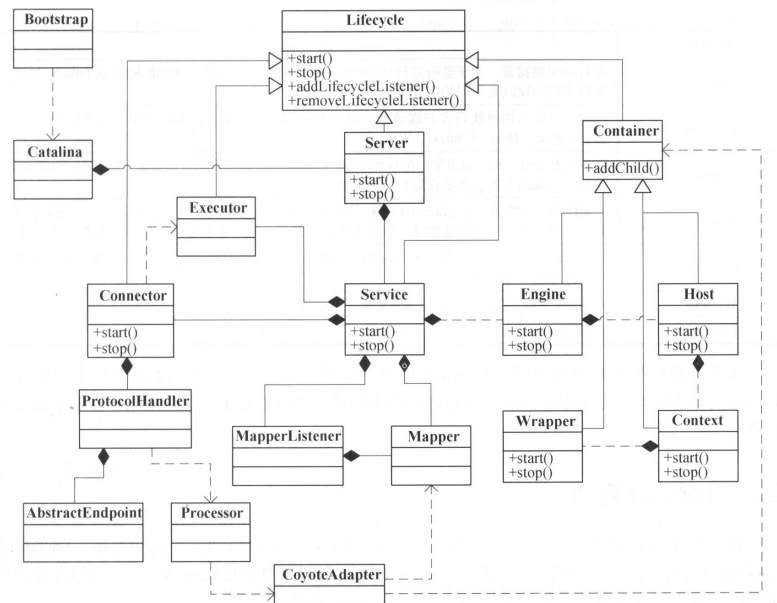 Bootstrap
Lifecycle
+start()
+stop()
+addLifecycleListener()
+removeLifecycleListener()
Catalina
Server
+start()
+stop()
Container
+addChild()
Executor
Connector
+start()
+stop()
Service
+start()
+stop()
Engine
+start()
+stop()
Host
+start()
+stop()
ProtocolHandler
MapperListener
Mapper
Wrapper
+start()
+stop()
Context
+start()
+stop()
AbstractEndpoint
Processor
CoyoteAdapter